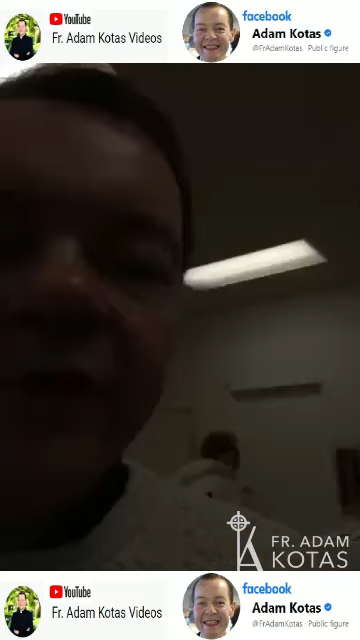 YouTube
Fr. Adam Kotas Videos
facebook
Adam Kotas
@FrAdamKotas · Public figure
FR. ADAM
KOTAS
YouTube
Fr. Adam Kotas Videos
facebook
Adam Kotas
@FrAdamKotas · Public figure